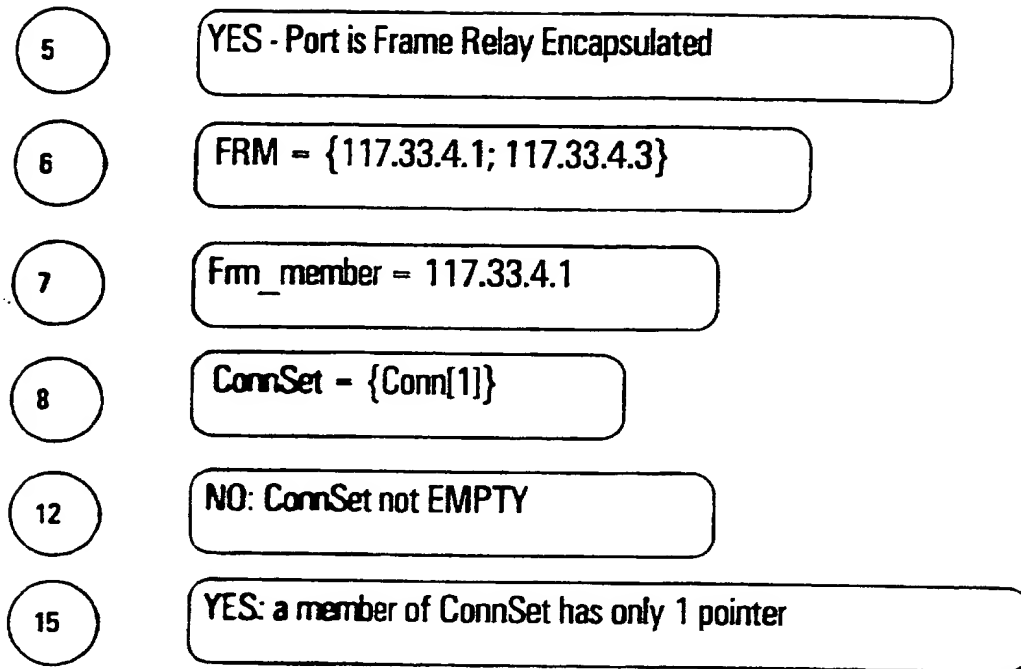 5 YES - Port is Frame Relay Encapsulated
6 FRM = {117.33.4.1; 117.33.4.3}
7 Frm_member = 117.33.4.1
8 ConnSet = {Conn[1]}
12 NO: ConnSet not EMPTY
15 YES: a member of ConnSet has only 1 pointer